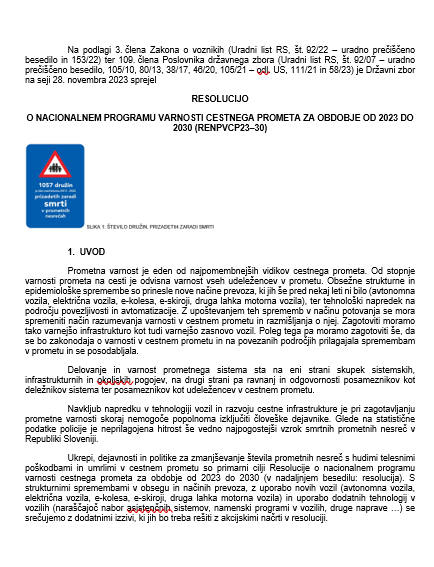 Na podlagi 3. člena Zakona o voznikih (Uradni list RS, št. 92/22 – uradno prečiščeno
besedilo in 153/22) ter 109. člena Poslovnika državnega zbora (Uradni list RS, št. 92/07 – uradno
prečiščeno besedilo, 105/10, 80/13, 38/17, 46/20, 105/21 – odl. US, 111/21 in 58/23) je Državni zbor
na seji 28. novembra 2023 sprejel
RESOLUCIJO
O NACIONALNEM PROGRAMU VARNOSTI CESTNEGA PROMETA ZA OBDOBJE OD 2023 DO
2030 (RENPVCP23–30)
1057 družin
prizadetih zaradi
smrti
v prometnih
nesrečah
SLIKA 1: ŠTEVILO DRUŽIN, PRIZADETIH ZARADI SMRTI
1. UVOD
Prometna varnost je eden od najpomembnejših vidikov cestnega prometa. Od stopnje
varnosti prometa na cesti je odvisna varnost vseh udeležencev v prometu. Obsežne strukturne in
epidemiološke spremembe so prinesle nove načine prevoza, ki jih še pred nekaj leti ni bilo (avtonomna
vozila, električna vozila, e-kolesa, e-skiroji, druga lahka motorna vozila), ter tehnološki napredek na
področju povezljivosti in avtomatizacije. Z upoštevanjem teh sprememb v načinu potovanja se mora
spremeniti način razumevanja varnosti v cestnem prometu in razmišljanja o njej. Zagotoviti moramo
tako varnejšo infrastrukturo kot tudi varnejšo zasnovo vozil. Poleg tega pa moramo zagotoviti še, da
se bo zakonodaja o varnosti v cestnem prometu in na povezanih področjih prilagajala spremembam
v prometu in se posodabljala.
Delovanje in varnost prometnega sistema sta na eni strani skupek sistemskih,
infrastrukturnih in okoljskih pogojev, na drugi strani pa ravnanj in odgovornosti posameznikov kot
deležnikov sistema ter posameznikov kot udeležencev v cestnem prometu.
Navkljub napredku v tehnologiji vozil in razvoju cestne infrastrukture je pri zagotavljanju
prometne varnosti skoraj nemogoče popolnoma izključiti človeške dejavnike. Glede na statistične
podatke policije je neprilagojena hitrost še vedno najpogostejši vzrok smrtnih prometnih nesreč v
Republiki Sloveniji.
Ukrepi, dejavnosti in politike za zmanjševanje števila prometnih nesreč s hudimi telesnimi
poškodbami in umrlimi v cestnem prometu so primarni cilji Resolucije o nacionalnem programu
varnosti cestnega prometa za obdobje od 2023 do 2030 (v nadaljnjem besedilu: resolucija). S
strukturnimi spremembami v obsegu in načinih prevoza, z uporabo novih vozil (avtonomna vozila,
električna vozila, e-kolesa, e-skiroji, druga lahka motorna vozila) in uporabo dodatnih tehnologij v
vozilih (naraščajoč nabor asistenčnih sistemov, namenski programi v vozilih, druge naprave …) se
srečujemo z dodatnimi izzivi, ki jih bo treba rešiti z akcijskimi načrti v resoluciji.